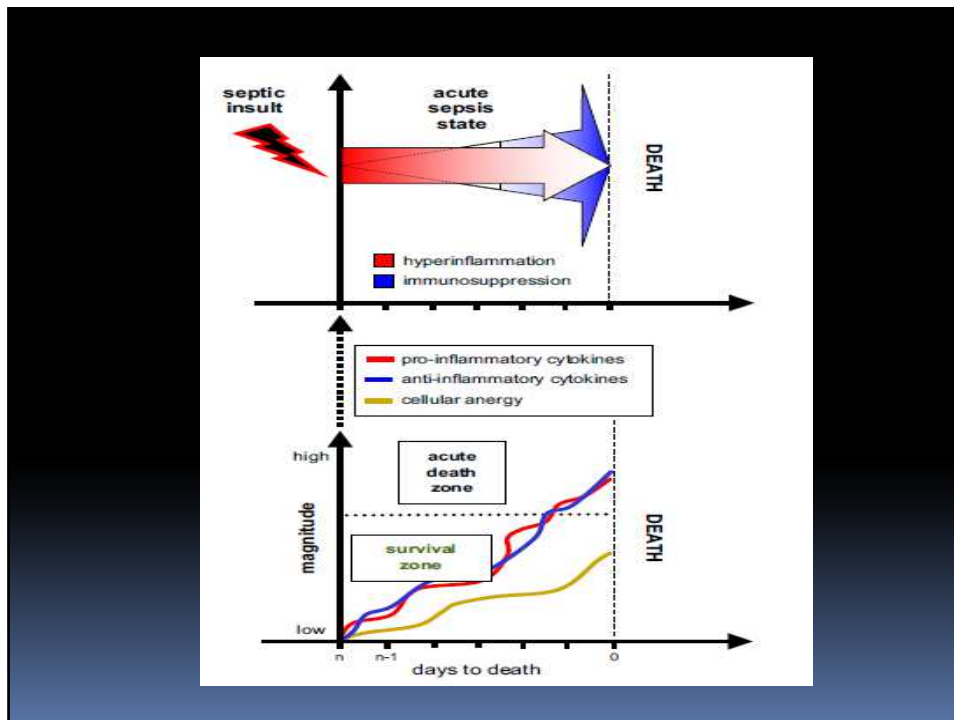 septic
insult
acute
sepsis
state
DEATH
hyperinflammation
immunosuppression
pro-inflammatory cytokines
anti-inflammatory cytokines
cellular anergy
high
acute
death
zone
magnitude
survival
zone
DEATH
low
n
n-1
0
days to death